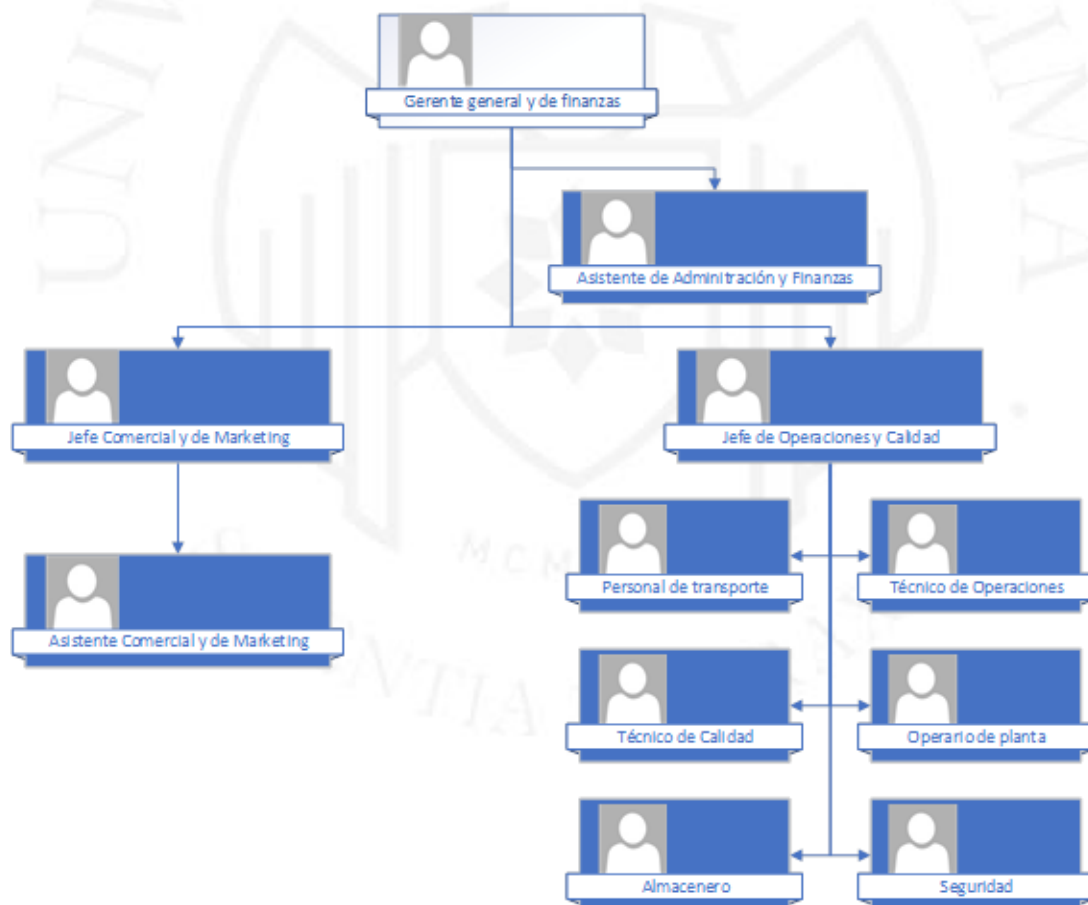 Gerente general y de finanzas
Asistente de Adminitración y Finanzas
Jefe Comercial y de Marketing
Jefe de Operaciones y Calidad
Personal de transporte
Técnico de Operaciones
Asistente Comercial y de Marketing
Técnico de Calidad
Operario de planta
Almacenero
Seguridad